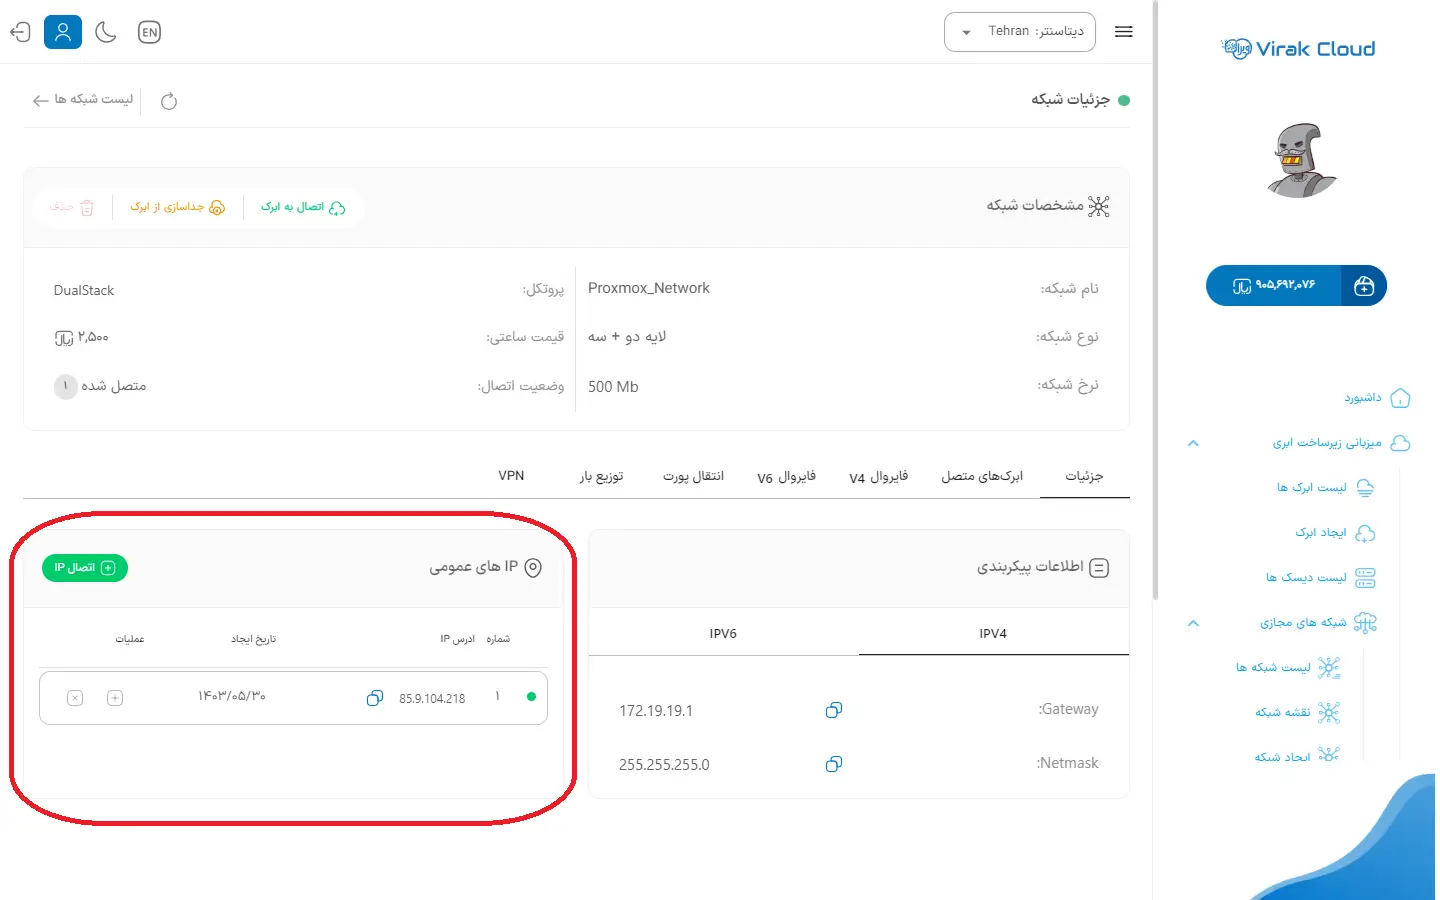 Virak Cloud
۹۰۵,۶۹۲,۰۷۶ ریال
داشبورد
میزبانی زیرساخت ابری
لیست ابرک ها
ایجاد ابرک
لیست دیسک ها
شبکه های مجازی
لیست شبکه ها
نقشه شبکه
ایجاد شبکه
دیتاسنتر: Tehran
EN
جزئیات شبکه
لیست شبکه ها
مشخصات شبکه
اتصال به ابرک
جداسازی از ابرک
حذف
نام شبکه: Proxmox_Network
پروتکل: DualStack
نوع شبکه: لایه دو + سه
قیمت ساعتی: ۲,۵۰۰ ریال
نرخ شبکه: 500 Mb
وضعیت اتصال: متصل شده ۱
جزئیات
ابرک‌های متصل
فایروال V4
فایروال V6
انتقال پورت
توزیع بار
VPN
اطلاعات پیکربندی
IPV4
IPV6
Gateway: 172.19.19.1
Netmask: 255.255.255.0
IP های عمومی
اتصال IP
شماره ادرس IP تاریخ ایجاد عملیات
۱ 85.9.104.218 ۱۴۰۳/۰۵/۳۰